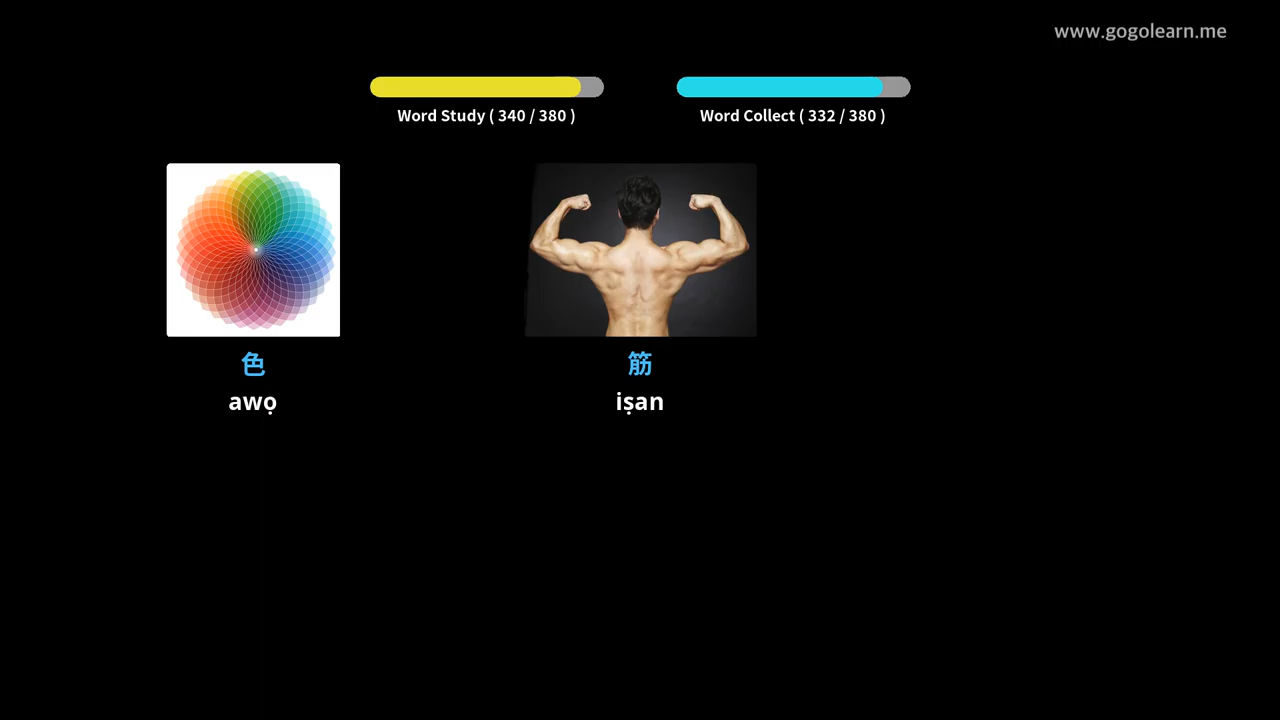 www.gogolearn.me
Word Study ( 340 / 380 )
Word Collect ( 332 / 380 )
色
awọ
筋
iṣan